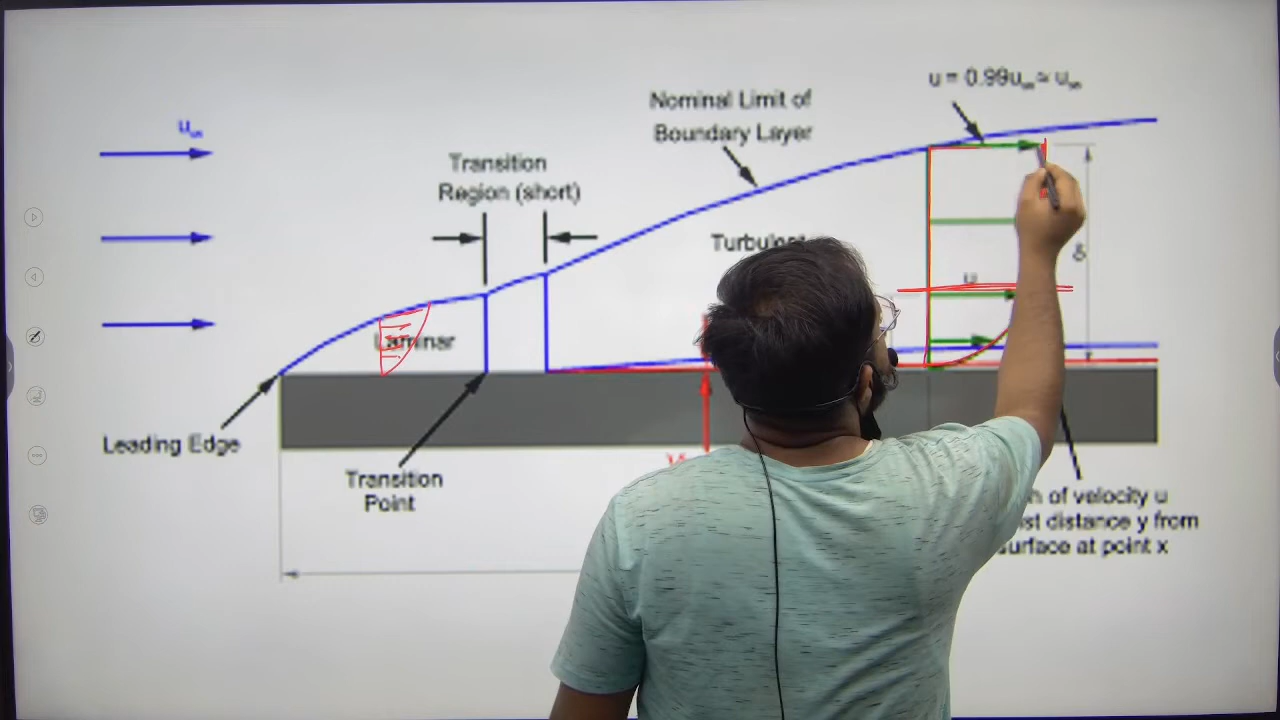 u = 0.99u∞ ≃ u∞
Nominal Limit of
Boundary Layer
u∞
Transition
Region (short)
Turbulent
δ
u
Laminar
Leading Edge
Transition
Point
of velocity u
distance y from
surface at point x